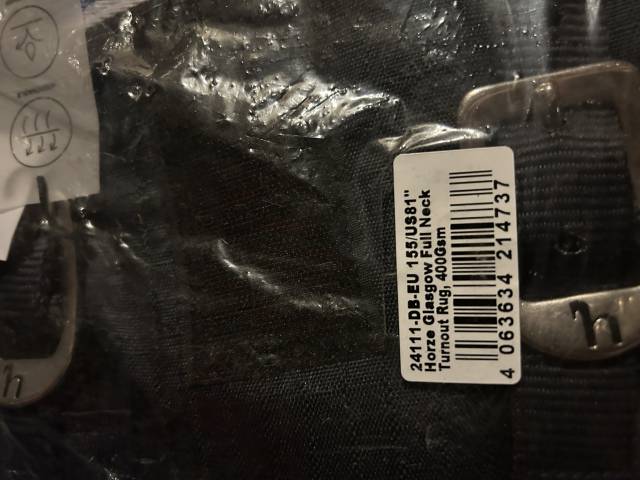 24111-DB-EU 155/US81"
Horze Glasgow Full Neck
Turnout Rug, 400Gsm
4 063634 214737
h
h